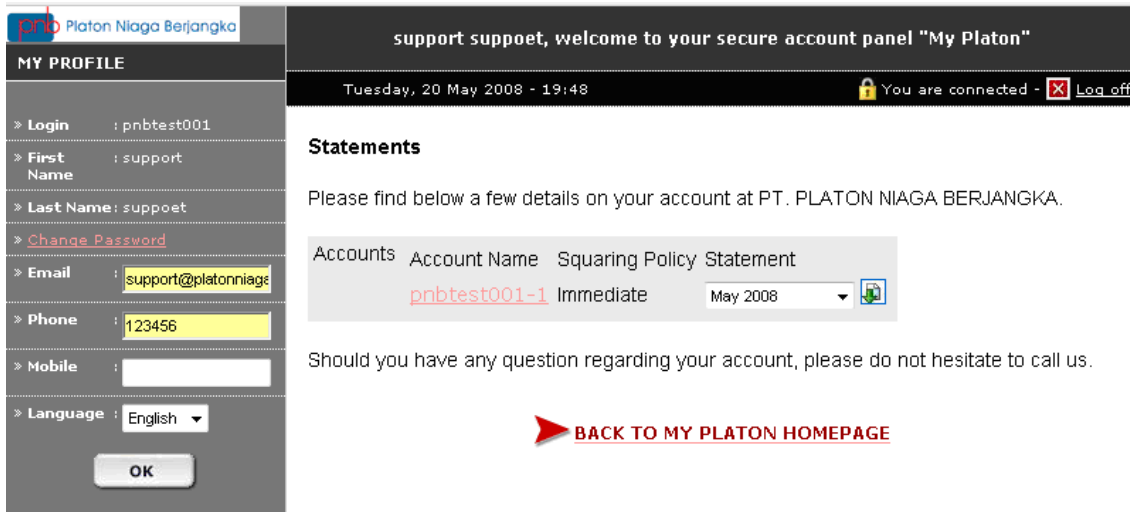 pnb Platon Niaga Berjangka
MY PROFILE
» Login : pnbtest001
» First Name : support
» Last Name : suppoet
» Change Password
» Email : support@platonniaga
» Phone : 123456
» Mobile :
» Language : English
OK
support suppoet, welcome to your secure account panel "My Platon"
Tuesday, 20 May 2008 - 19:48
You are connected - Log off
Statements
Please find below a few details on your account at PT. PLATON NIAGA BERJANGKA.
Accounts Account Name Squaring Policy Statement
pnbtest001-1 Immediate May 2008
Should you have any question regarding your account, please do not hesitate to call us.
BACK TO MY PLATON HOMEPAGE